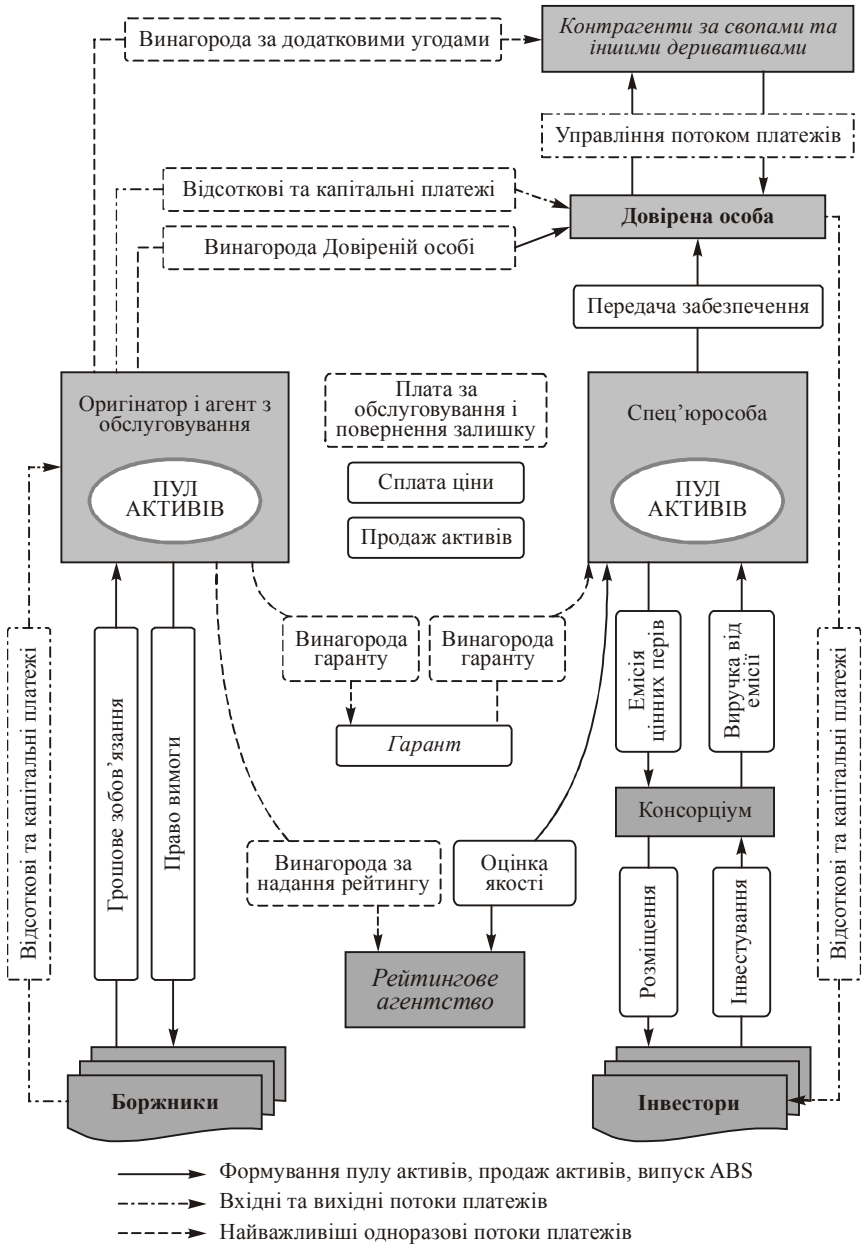 Винагорода за додатковими угодами
Контрагенти за свопами та
іншими деривативами
Управління потоком платежів
Відсоткові та капітальні платежі
Довірена особа
Винагорода Довіреній особі
Передача забезпечення
Оригінатор і агент з
обслуговування
ПУЛ
АКТИВІВ
Плата за
обслуговування і
повернення залишку
Сплата ціни
Продаж активів
Спец’юрособа
ПУЛ
АКТИВІВ
Відсоткові та капітальні платежі
Грошове зобов’язання
Право вимоги
Винагорода
гаранту
Винагорода
гаранту
Гарант
Емісія
цінних перів
Виручка від
емісії
Відсоткові та капітальні платежі
Консорціум
Винагорода за
надання рейтингу
Оцінка
якості
Розміщення
Інвестування
Рейтингове
агентство
Боржники
Інвестори
Формування пулу активів, продаж активів, випуск ABS
Вхідні та вихідні потоки платежів
Найважливіші одноразові потоки платежів